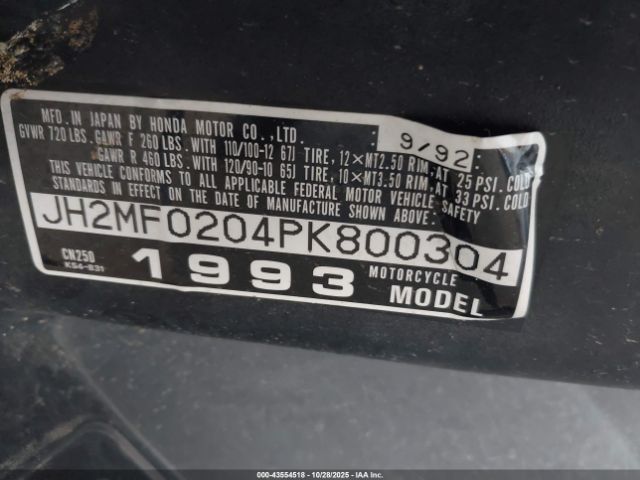 MFD. IN JAPAN BY HONDA MOTOR CO., LTD. 9/92
GVWR 720 LBS. GAWR F 260 LBS. WITH 110/100-12 67J TIRE, 12×MT2.50 RIM, AT 25 PSI. COLD
GAWR R 460 LBS. WITH 120/90-10 65J TIRE, 10×MT3.50 RIM, AT 33 PSI. COLD
THIS VEHICLE CONFORMS TO ALL APPLICABLE FEDERAL MOTOR VEHICLE SAFETY
STANDARDS IN EFFECT ON THE DATE OF MANUFACTURE SHOWN ABOVE.
JH2MF0204PK800304
CN250
KS4-831
1993 MOTORCYCLE MODEL
000-43554518 - 10/28/2025 - IAAI, Inc.